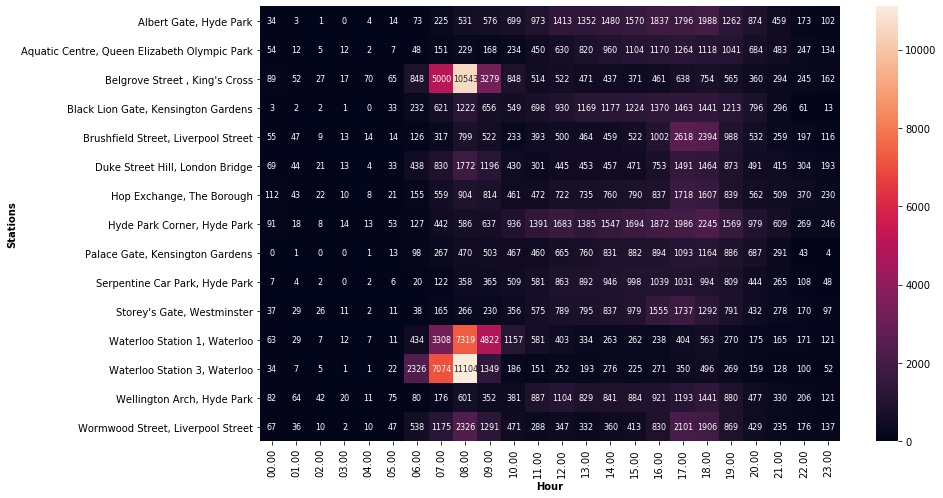 Albert Gate, Hyde Park 34 3 1 0 4 14 73 225 531 576 699 973 1413 1352 1480 1570 1837 1796 1988 1262 874 459 173 102
Aquatic Centre, Queen Elizabeth Olympic Park 54 12 5 12 2 7 48 151 229 168 234 450 630 820 960 1104 1170 1264 1118 1041 684 483 247 134
Belgrove Street , King's Cross 89 52 27 17 70 65 848 5000 10543 3279 848 514 522 471 437 371 461 638 754 565 360 294 245 162
Black Lion Gate, Kensington Gardens 3 2 2 1 0 33 232 621 1222 656 549 698 930 1169 1177 1224 1370 1463 1441 1213 796 296 61 13
Brushfield Street, Liverpool Street 55 47 9 13 14 14 126 317 799 522 233 393 500 464 459 522 1002 2618 2394 988 532 259 197 116
Duke Street Hill, London Bridge 69 44 21 13 4 33 438 830 1772 1196 430 301 445 453 457 471 753 1491 1464 873 491 415 304 193
Hop Exchange, The Borough 112 43 22 10 8 21 155 559 904 814 461 472 722 735 760 790 837 1718 1607 839 562 509 370 230
Hyde Park Corner, Hyde Park 91 18 8 14 13 53 127 442 586 637 936 1391 1683 1385 1547 1694 1872 1986 2245 1569 979 609 269 246
Palace Gate, Kensington Gardens 0 1 0 0 1 13 98 267 470 503 467 460 665 760 831 882 894 1093 1164 886 687 291 43 4
Serpentine Car Park, Hyde Park 7 4 2 0 2 6 20 122 358 365 509 581 863 892 946 998 1039 1031 994 809 444 265 108 48
Storey's Gate, Westminster 37 29 26 11 2 11 38 165 266 230 356 575 789 795 837 979 1555 1737 1292 791 432 278 170 97
Waterloo Station 1, Waterloo 63 29 7 12 7 11 434 3308 7319 4822 1157 581 403 334 263 262 238 404 563 270 175 165 171 121
Waterloo Station 3, Waterloo 34 7 5 1 1 22 2326 7074 11104 1349 186 151 252 193 276 225 271 350 496 269 159 128 100 52
Wellington Arch, Hyde Park 82 64 42 20 11 75 80 176 601 352 381 887 1104 829 841 884 921 1193 1441 880 477 330 206 121
Wormwood Street, Liverpool Street 67 36 10 2 10 47 538 1175 2326 1291 471 288 347 332 360 413 830 2101 1906 869 429 235 176 137
00.00 01.00 02.00 03.00 04.00 05.00 06.00 07.00 08.00 09.00 10.00 11.00 12.00 13.00 14.00 15.00 16.00 17.00 18.00 19.00 20.00 21.00 22.00 23.00
Hour
Stations
10000
8000
6000
4000
2000
0